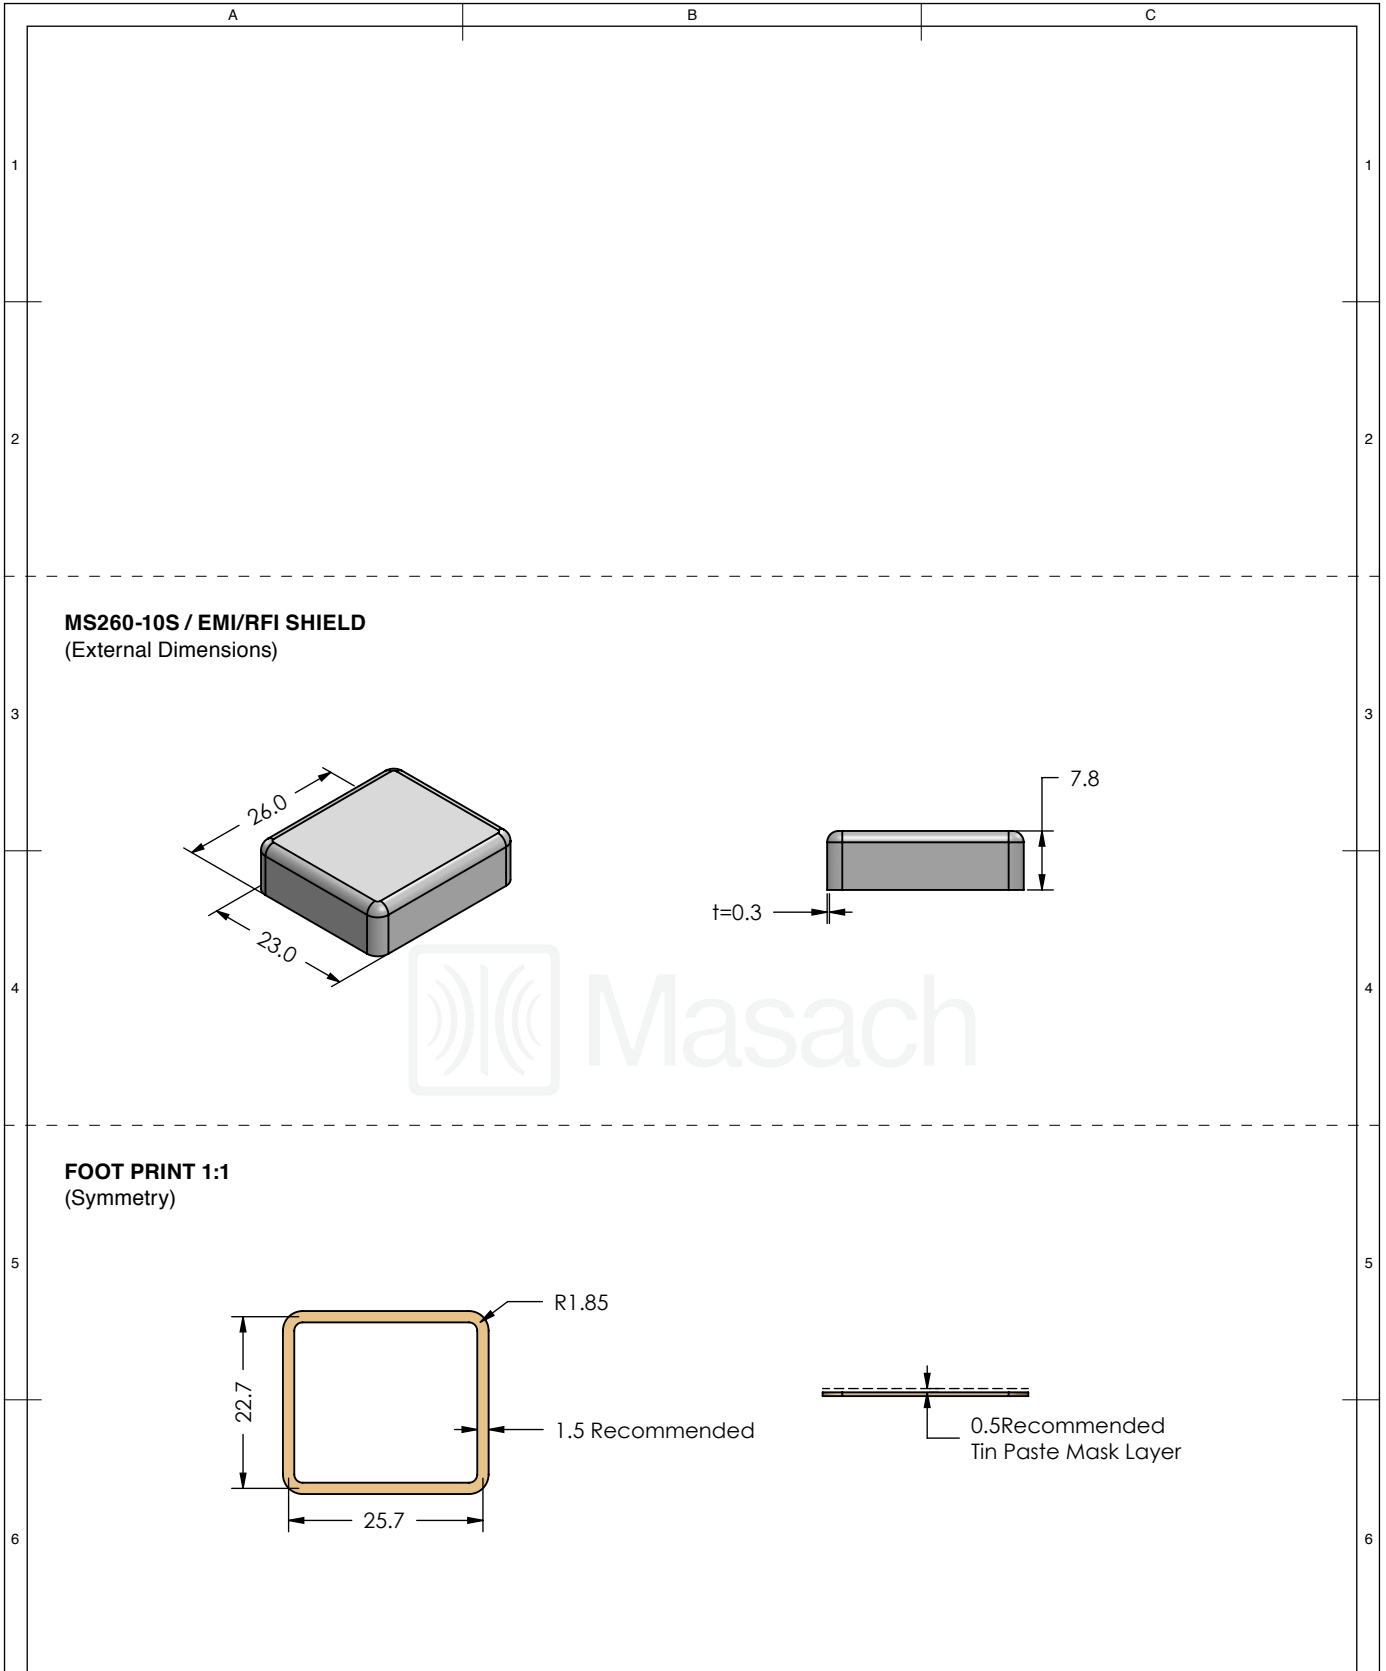 A
B
C
1
1
2
2
MS260-10S / EMI/RFI SHIELD
(External Dimensions)
3
3
26.0
7.8
t=0.3
23.0
4
4
Masach
FOOT PRINT 1:1
(Symmetry)
5
5
R1.85
22.7
1.5 Recommended
0.5Recommended
Tin Paste Mask Layer
25.7
6
6